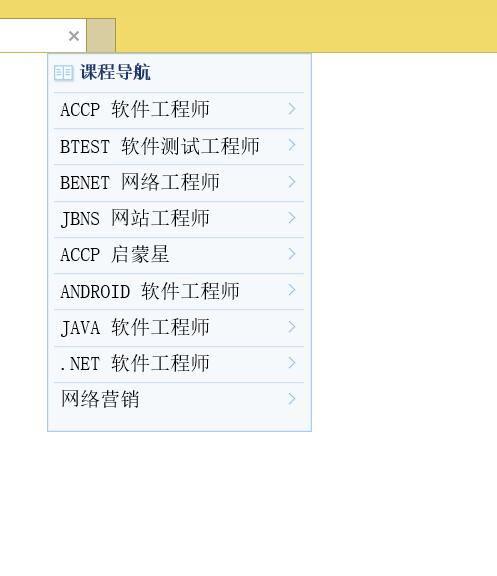 课程导航
ACCP 软件工程师
BTEST 软件测试工程师
BENET 网络工程师
JBNS 网站工程师
ACCP 启蒙星
ANDROID 软件工程师
JAVA 软件工程师
.NET 软件工程师
网络营销